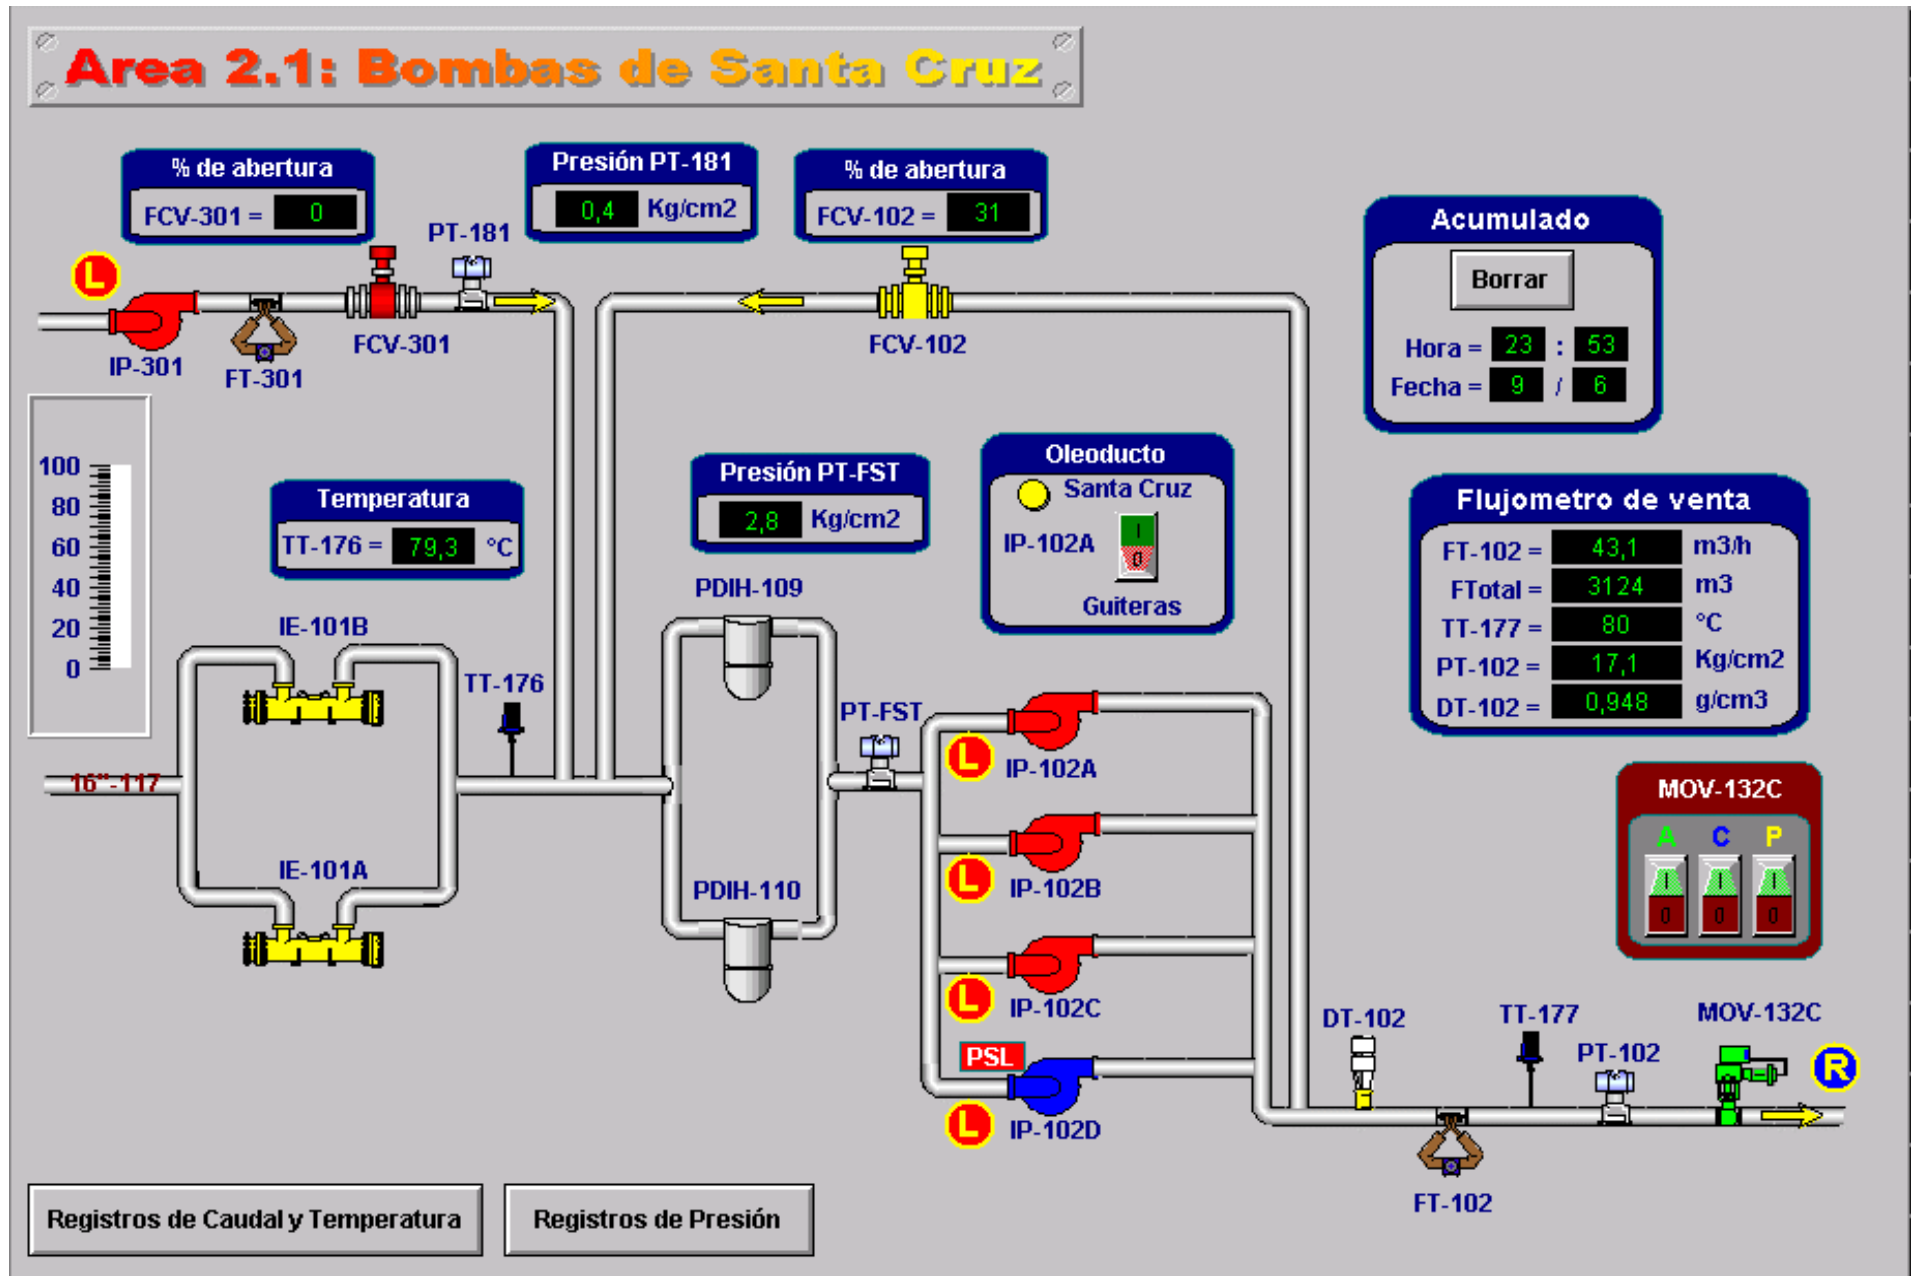 Area 2.1: Bombas de Santa Cruz
% de abertura
FCV-301 = 0
Presión PT-181
0,4 Kg/cm2
% de abertura
FCV-102 = 31
Acumulado
Borrar
Hora = 23 : 53
Fecha = 9 / 6
L
IP-301
FT-301
FCV-301
PT-181
FCV-102
100
80
60
40
20
0
Temperatura
TT-176 = 79,3 °C
Presión PT-FST
2,8 Kg/cm2
Oleoducto
Santa Cruz
IP-102A
I
0
Guiteras
Flujometro de venta
FT-102 = 43,1 m3/h
FTotal = 3124 m3
TT-177 = 80 °C
PT-102 = 17,1 Kg/cm2
DT-102 = 0,948 g/cm3
IE-101B
TT-176
16"-117
IE-101A
PDIH-109
PDIH-110
PT-FST
L
IP-102A
L
IP-102B
L
IP-102C
PSL
L
IP-102D
MOV-132C
A C P
I I I
0 0 0
DT-102
TT-177
PT-102
MOV-132C
R
FT-102
Registros de Caudal y Temperatura
Registros de Presión